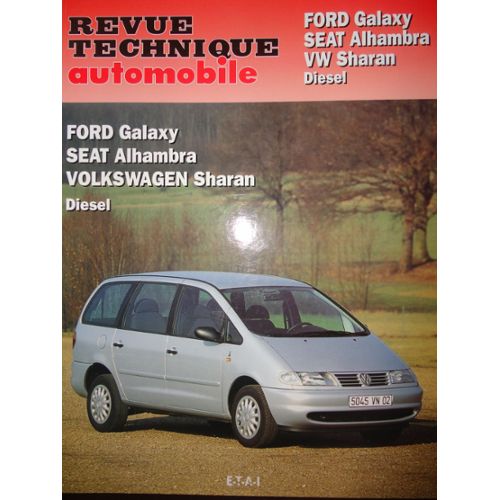 REVUE
TECHNIQUE
automobile
FORD Galaxy
SEAT Alhambra
VW Sharan
Diesel
FORD Galaxy
SEAT Alhambra
VOLKSWAGEN Sharan
Diesel
5045 VN 02
E·T·A·I